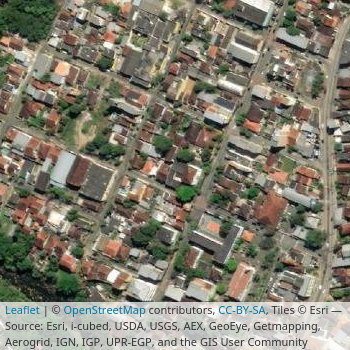 Leaflet | © OpenStreetMap contributors, CC-BY-SA, Tiles © Esri —
Source: Esri, i-cubed, USDA, USGS, AEX, GeoEye, Getmapping,
Aerogrid, IGN, IGP, UPR-EGP, and the GIS User Community